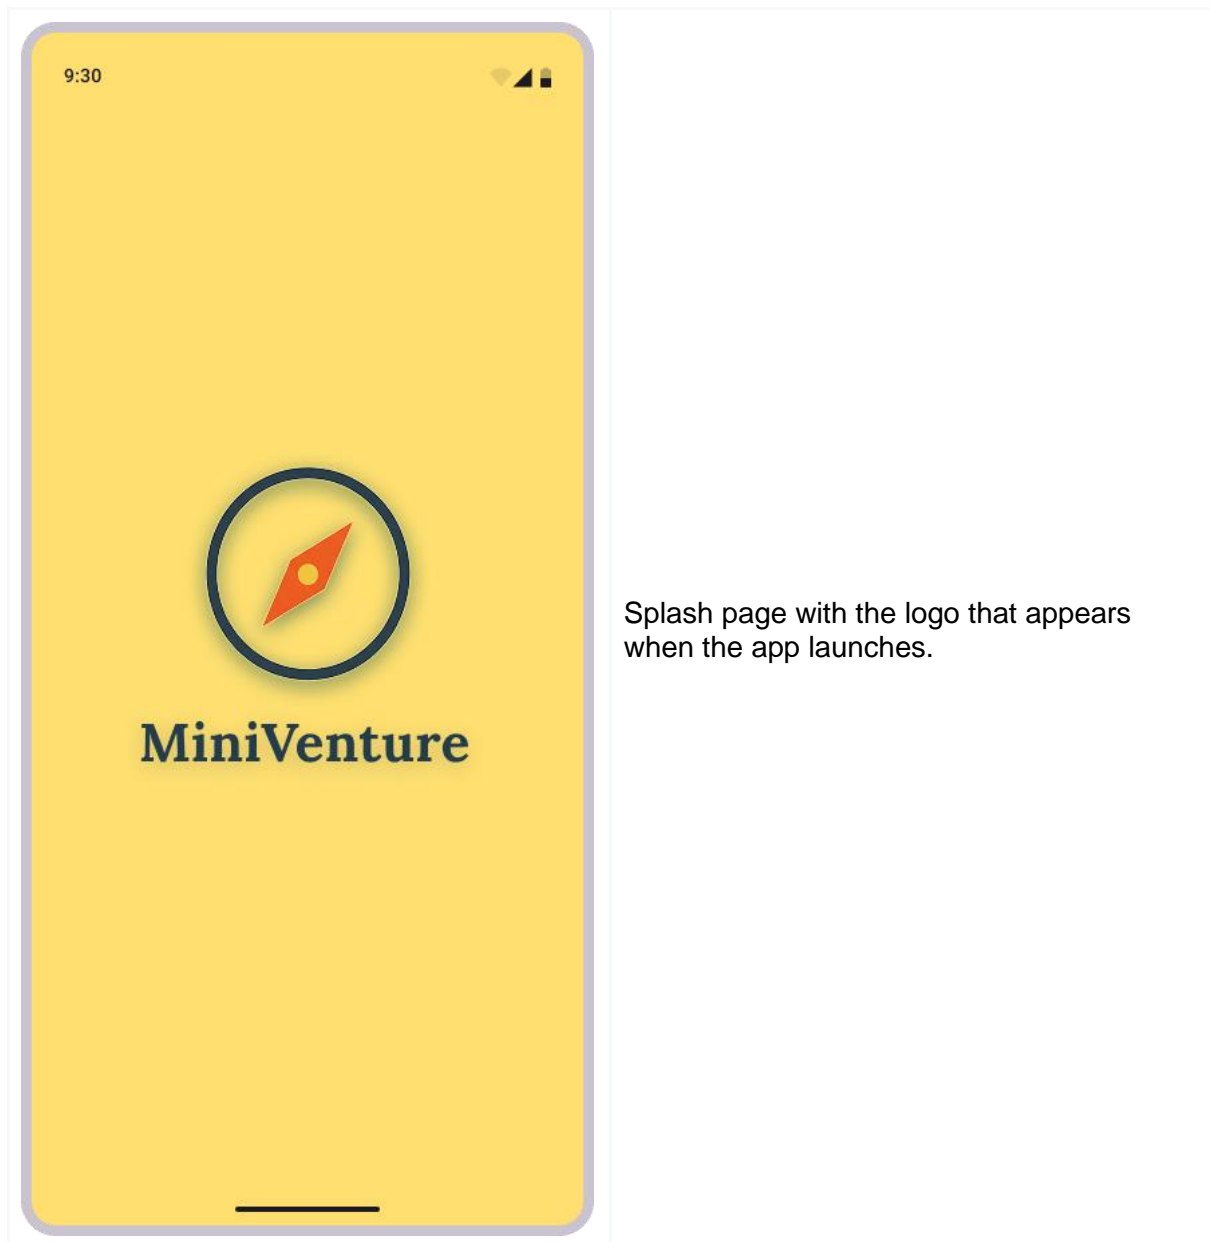 9:30
MiniVenture
Splash page with the logo that appears
when the app launches.